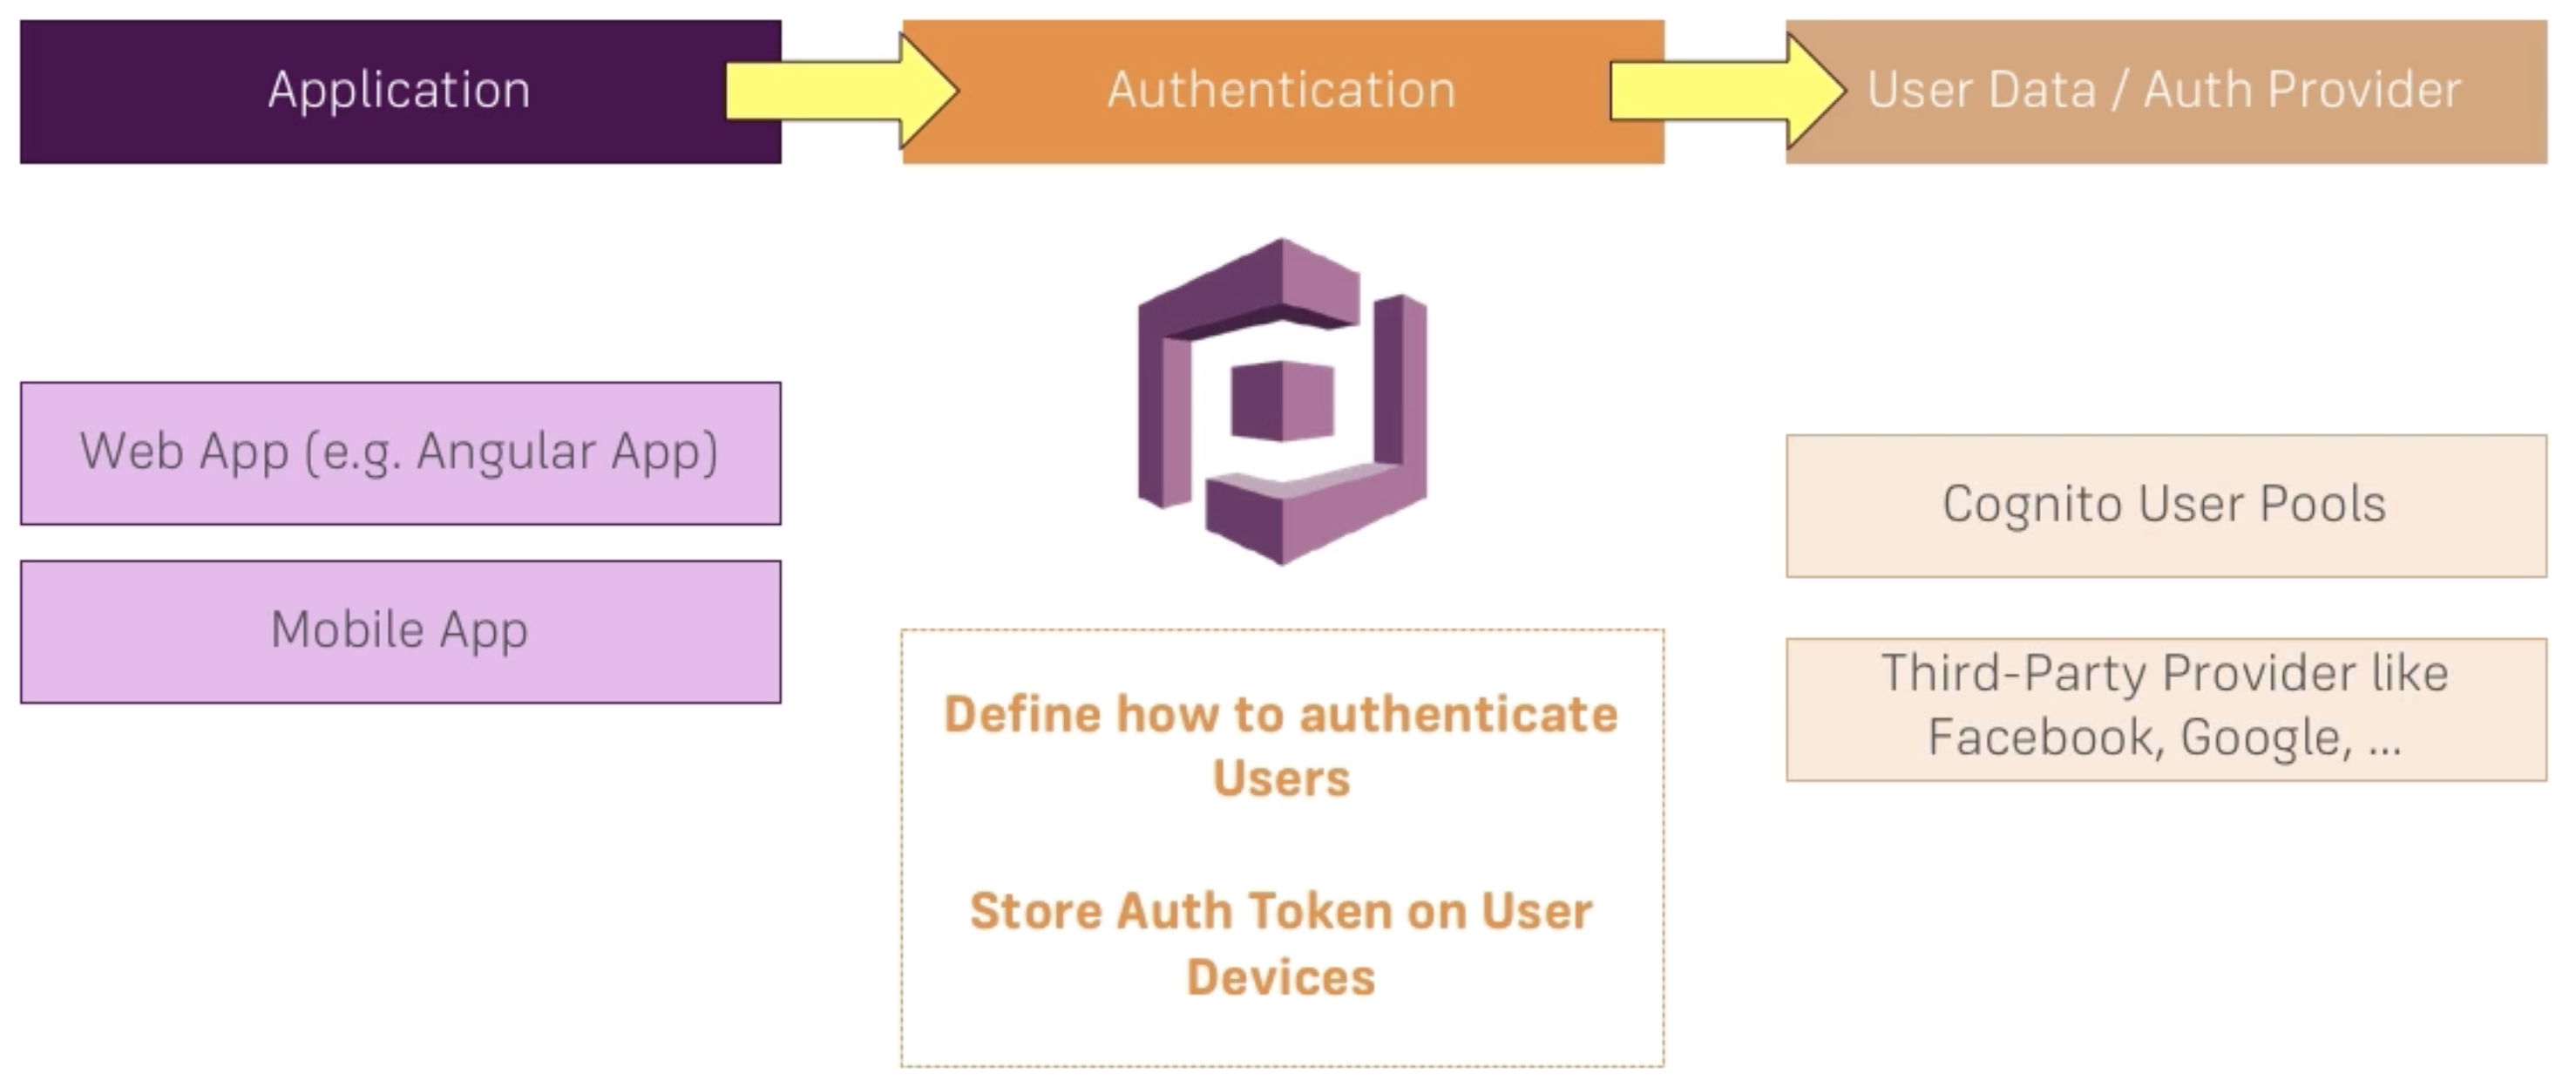 Application
Authentication
User Data / Auth Provider
Web App (e.g. Angular App)
Mobile App
Define how to authenticate
Users
Store Auth Token on User
Devices
Cognito User Pools
Third-Party Provider like
Facebook, Google, ...